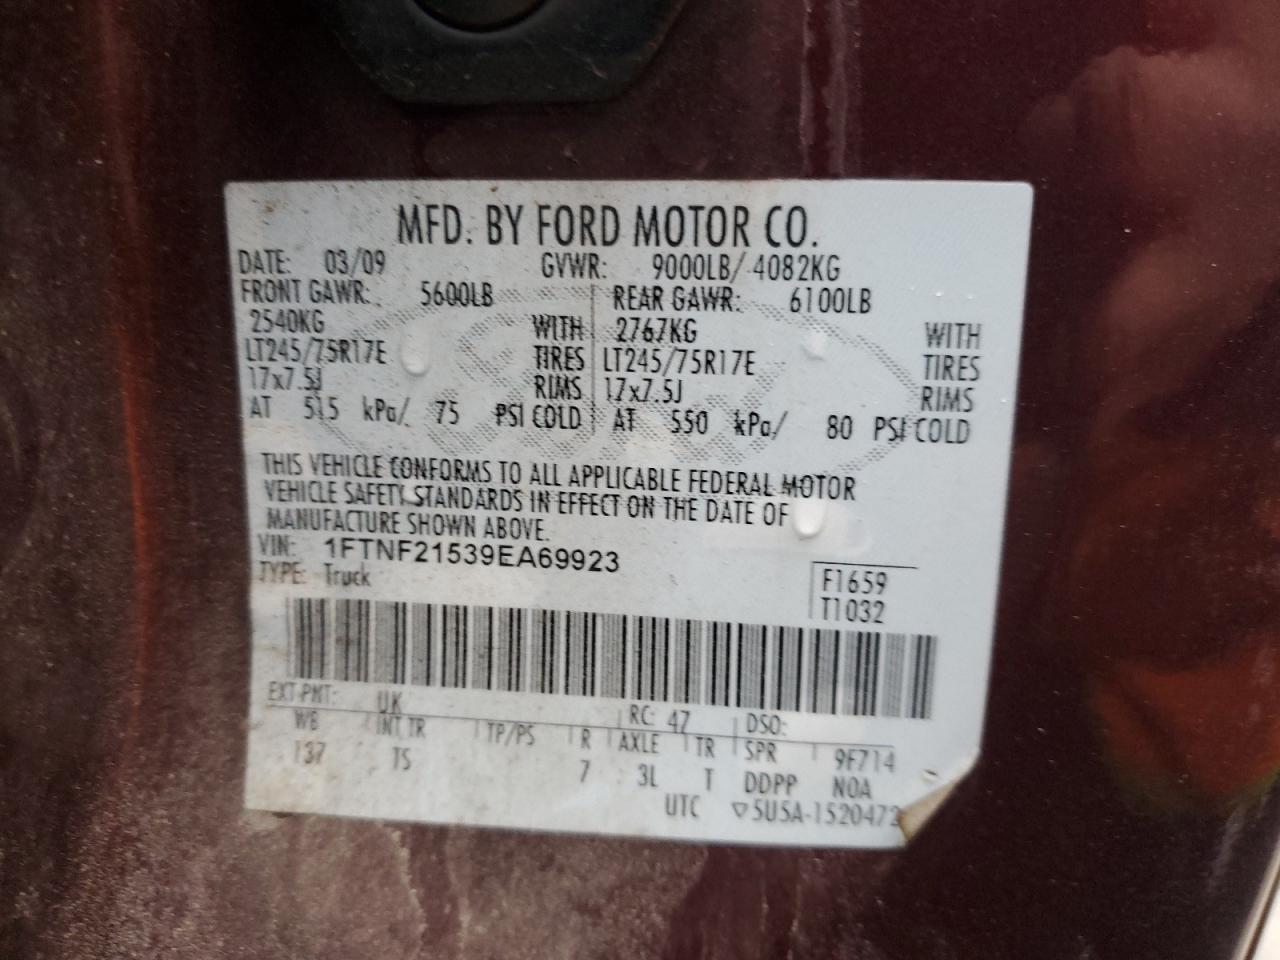 MFD. BY FORD MOTOR CO.
DATE: 03/09 GVWR: 9000LB/ 4082KG
FRONT GAWR: 5600LB REAR GAWR: 6100LB
2540KG WITH 2767KG WITH
LT245/75R17E TIRES LT245/75R17E TIRES
17x7.5J RIMS 17x7.5J RIMS
AT 515 kPa/ 75 PSI COLD AT 550 kPa/ 80 PSI COLD
THIS VEHICLE CONFORMS TO ALL APPLICABLE FEDERAL MOTOR
VEHICLE SAFETY STANDARDS IN EFFECT ON THE DATE OF
MANUFACTURE SHOWN ABOVE.
VIN: 1FTNF21539EA69923
TYPE: Truck
F1659
T1032
EXT PNT: UK RC: 47 DSO:
WB INT TR TP/PS R AXLE TR SPR 9F714
137 TS 7 3L T DDPP NOA
UTC ▽5U5A-1520472